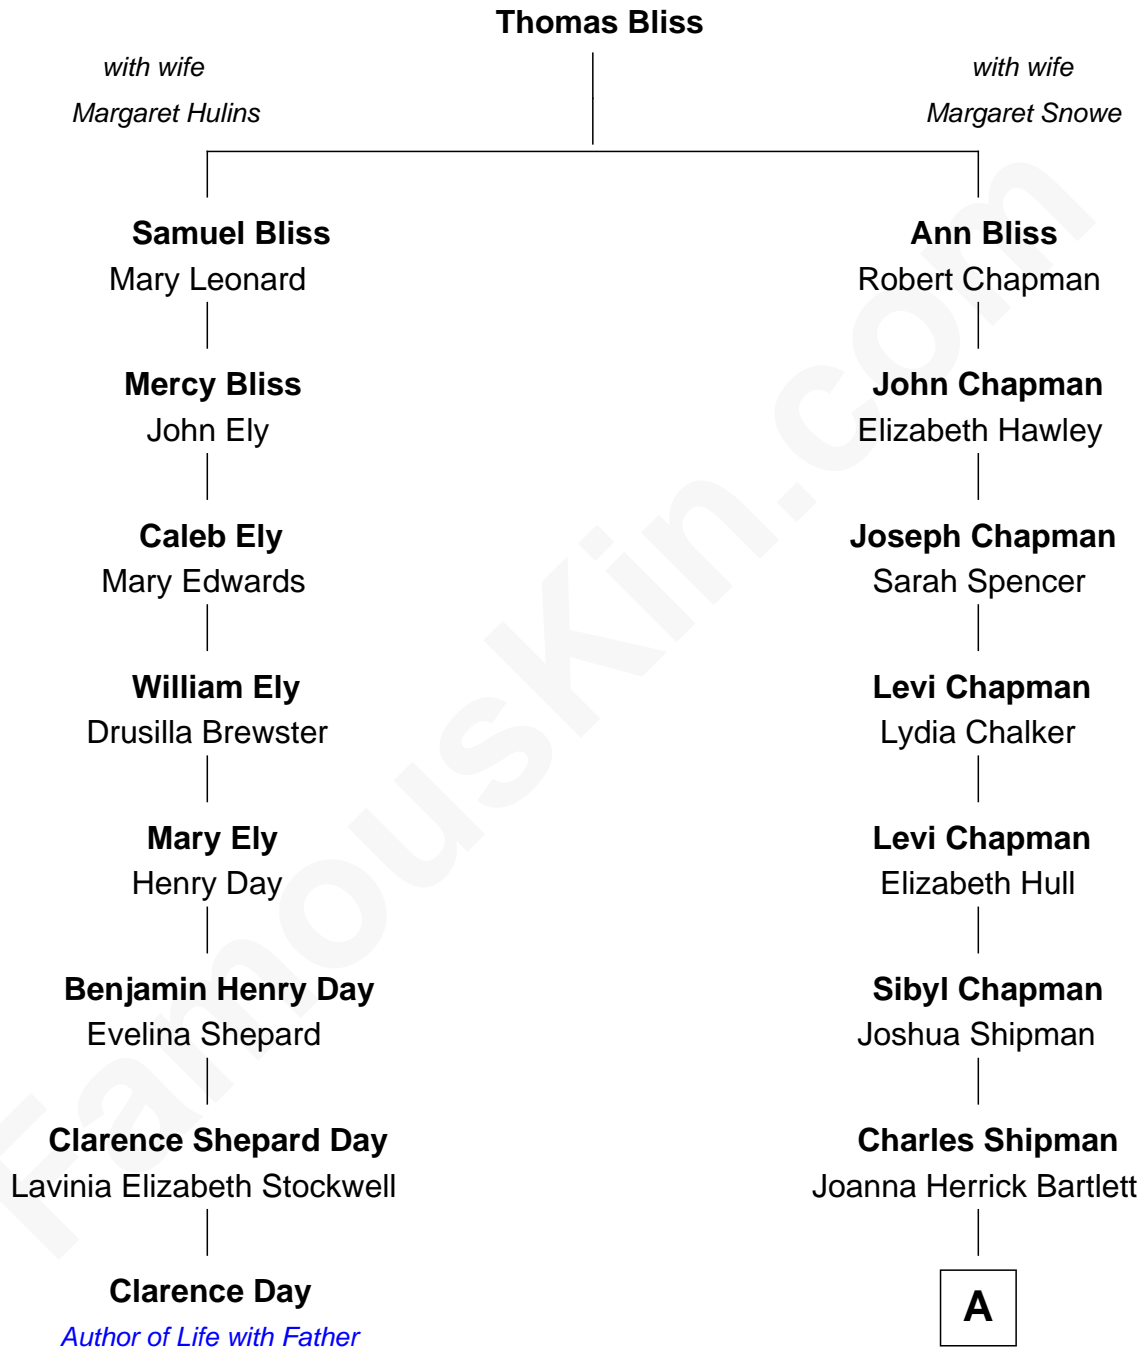 Thomas Bliss
with wife
Margaret Hulins
with wife
Margaret Snowe
Samuel Bliss
Mary Leonard
Mercy Bliss
John Ely
Caleb Ely
Mary Edwards
William Ely
Drusilla Brewster
Mary Ely
Henry Day
Benjamin Henry Day
Evelina Shepard
Clarence Shepard Day
Lavinia Elizabeth Stockwell
Clarence Day
Author of Life with Father
Ann Bliss
Robert Chapman
John Chapman
Elizabeth Hawley
Joseph Chapman
Sarah Spencer
Levi Chapman
Lydia Chalker
Levi Chapman
Elizabeth Hull
Sibyl Chapman
Joshua Shipman
Charles Shipman
Joanna Herrick Bartlett
A
FamousKin.com